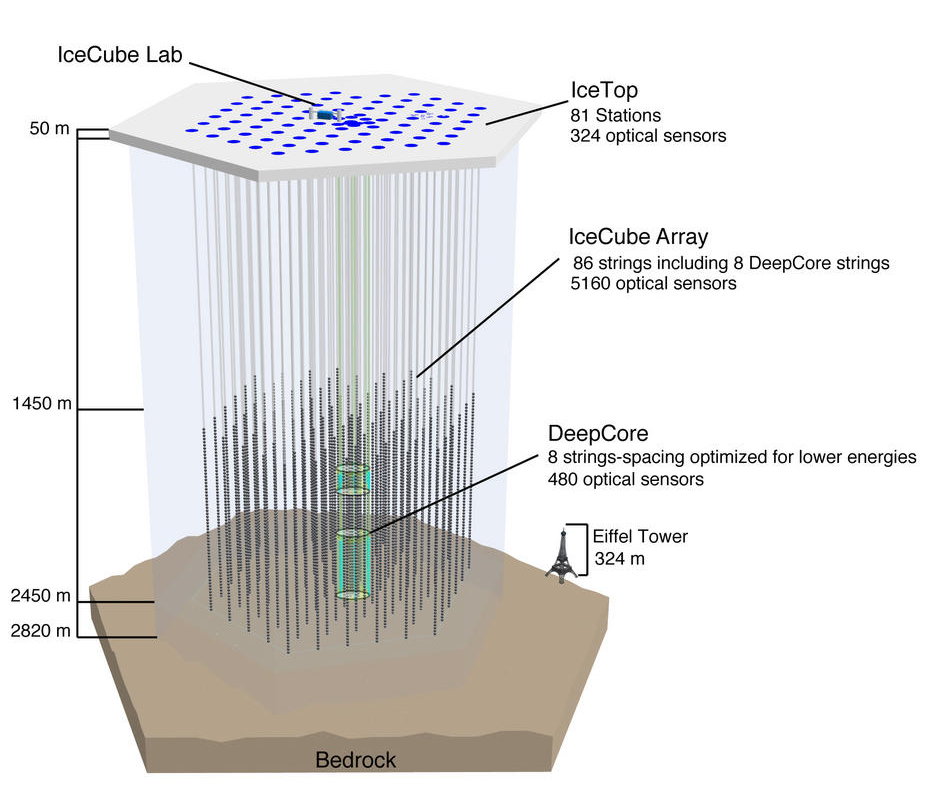 IceCube Lab
IceTop
81 Stations
324 optical sensors
50 m
IceCube Array
86 strings including 8 DeepCore strings
5160 optical sensors
1450 m
DeepCore
8 strings-spacing optimized for lower energies
480 optical sensors
Eiffel Tower
324 m
2450 m
2820 m
Bedrock